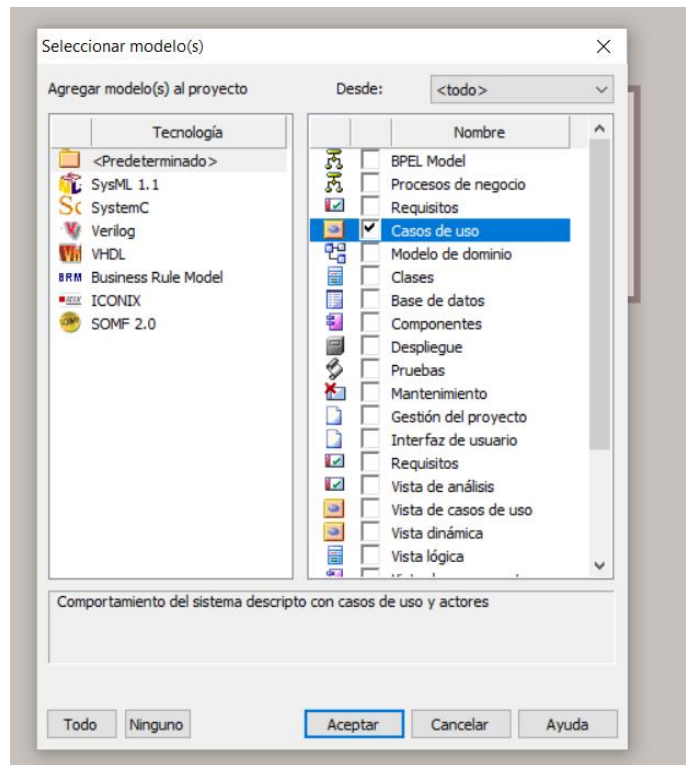 Seleccionar modelo(s)
Agregar modelo(s) al proyecto Desde: <todo>
Tecnología
<Predeterminado>
SysML 1.1
SystemC
Verilog
VHDL
BRM Business Rule Model
ICONIX
SOMF 2.0
Nombre
BPEL Model
Procesos de negocio
Requisitos
Casos de uso
Modelo de dominio
Clases
Base de datos
Componentes
Despliegue
Pruebas
Mantenimiento
Gestión del proyecto
Interfaz de usuario
Requisitos
Vista de análisis
Vista de casos de uso
Vista dinámica
Vista lógica
Comportamiento del sistema descripto con casos de uso y actores
Todo Ninguno Aceptar Cancelar Ayuda